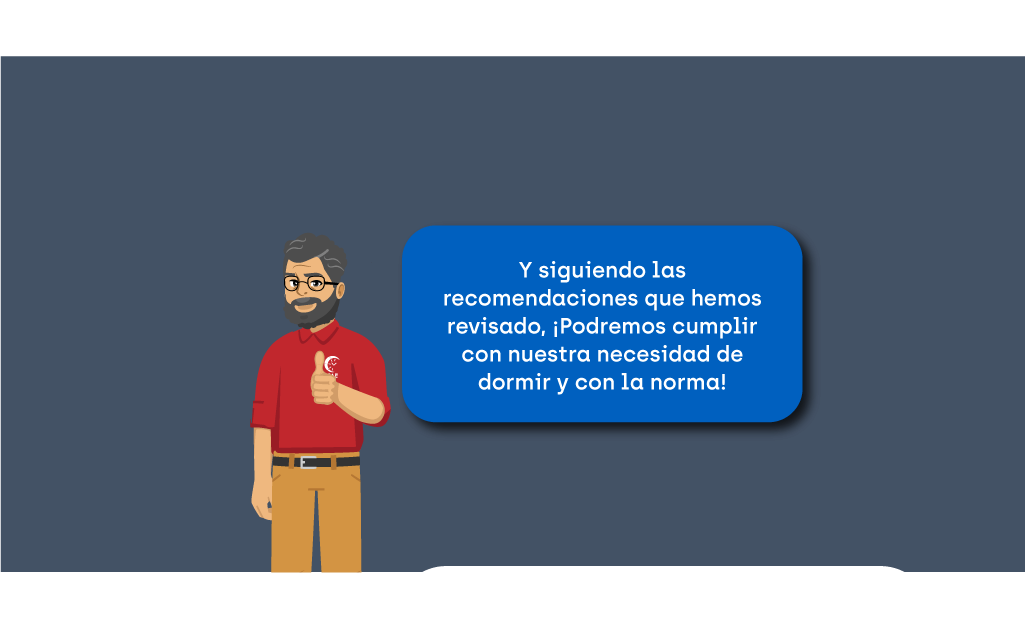 Y siguiendo las
recomendaciones que hemos
revisado, ¡Podremos cumplir
con nuestra necesidad de
dormir y con la norma!